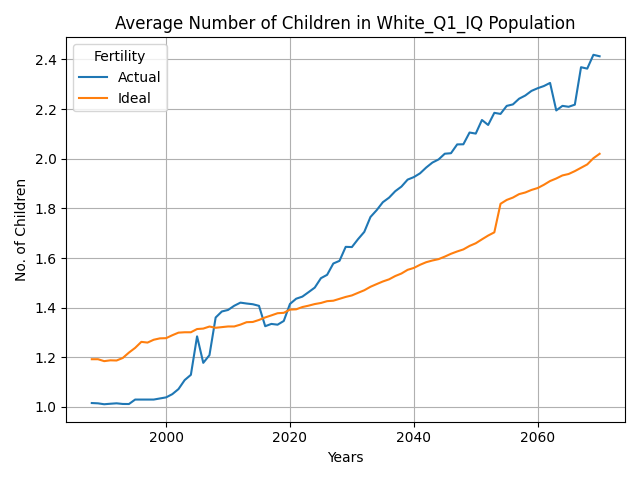 Average Number of Children in White_Q1_IQ Population
Fertility
Actual
Ideal
No. of Children
2.4
2.2
2.0
1.8
1.6
1.4
1.2
1.0
2000 2020 2040 2060
Years